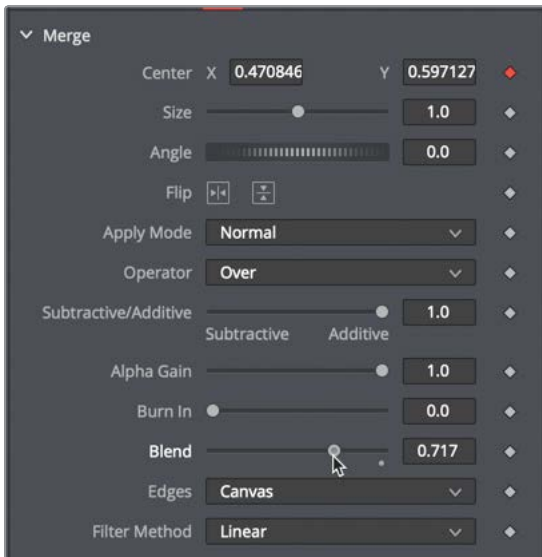 Merge
Center X 0.470846 Y 0.597127
Size 1.0
Angle 0.0
Flip
Apply Mode Normal
Operator Over
Subtractive/Additive 1.0
Subtractive Additive
Alpha Gain 1.0
Burn In 0.0
Blend 0.717
Edges Canvas
Filter Method Linear